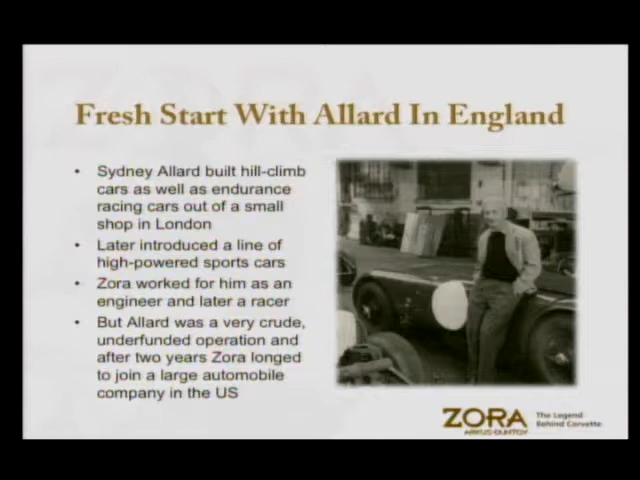 Fresh Start With Allard In England
• Sydney Allard built hill-climb
cars as well as endurance
racing cars out of a small
shop in London
• Later introduced a line of
high-powered sports cars
• Zora worked for him as an
engineer and later a racer
• But Allard was a very crude,
underfunded operation and
after two years Zora longed
to join a large automobile
company in the US
ZORA
ARKUS-DUNTOV
The Legend
Behind Corvette